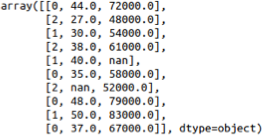 array([[0, 44.0, 72000.0],
[2, 27.0, 48000.0],
[1, 30.0, 54000.0],
[2, 38.0, 61000.0],
[1, 40.0, nan],
[0, 35.0, 58000.0],
[2, nan, 52000.0],
[0, 48.0, 79000.0],
[1, 50.0, 83000.0],
[0, 37.0, 67000.0]], dtype=object)